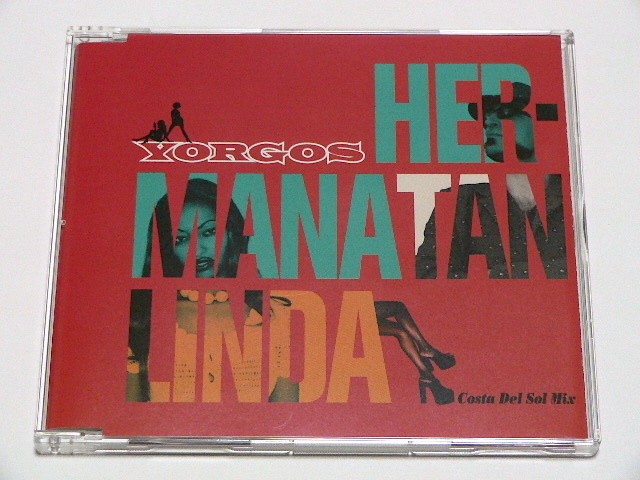 YORGOS
HER-
MANA TAN
LINDA
Costa Del Sol Mix